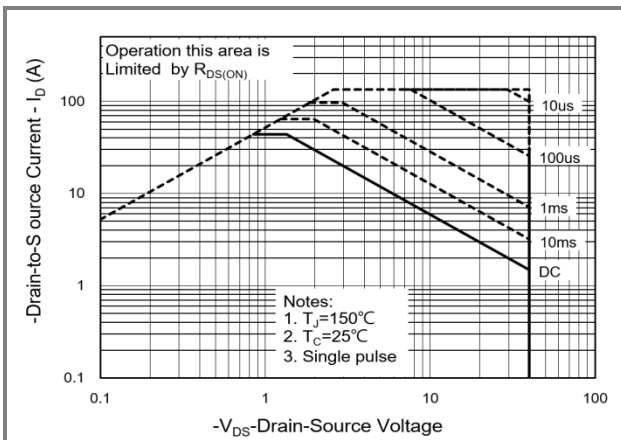 Operation this area is
Limited by RDS(ON)
-Drain-to-S ource Current - ID (A)
100
10
1
0.1
10us
100us
1ms
10ms
DC
Notes:
1. TJ=150℃
2. TC=25℃
3. Single pulse
0.1
1
10
100
-VDS-Drain-Source Voltage